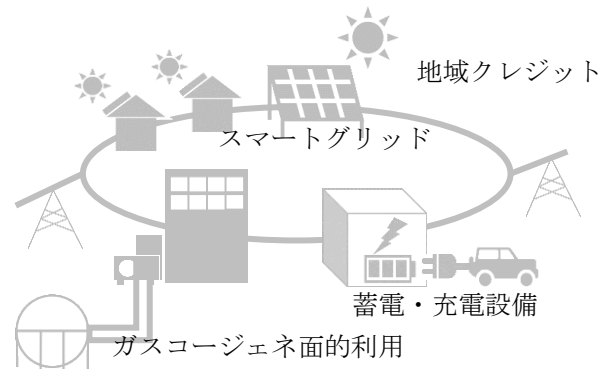 地域クレジット
スマートグリッド
蓄電・充電設備
ガスコージェネ面的利用